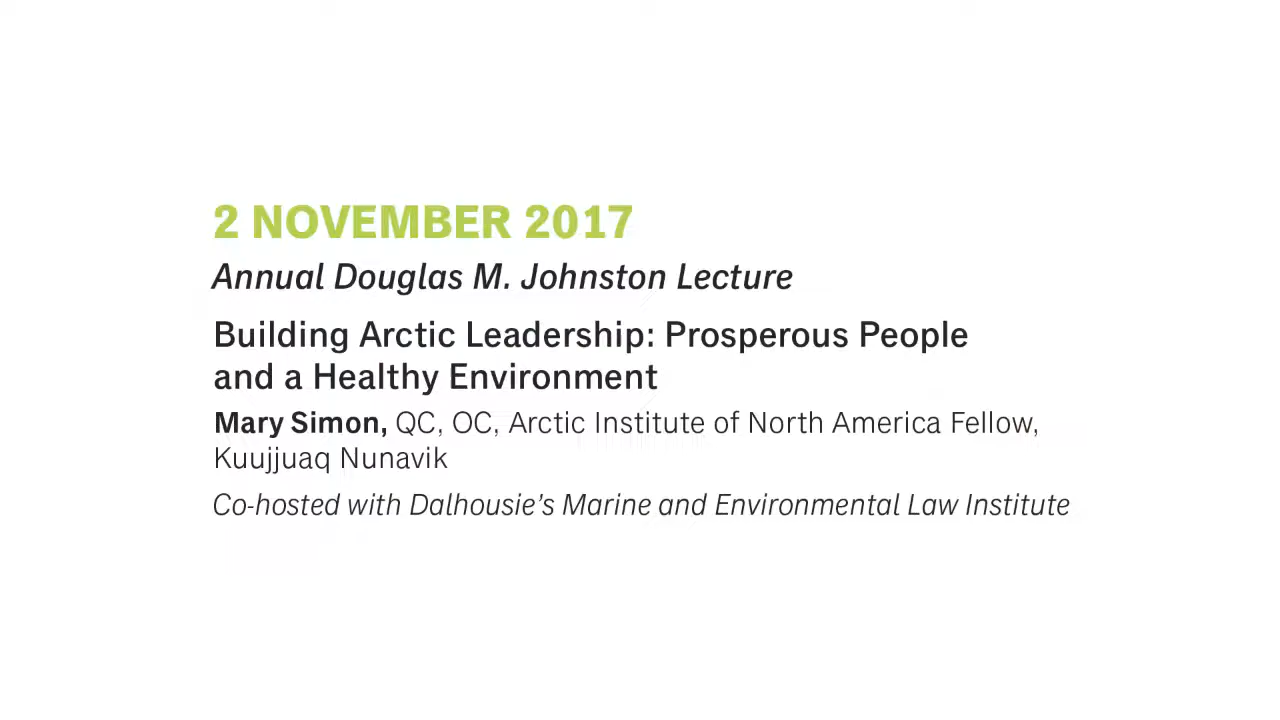 2 NOVEMBER 2017
Annual Douglas M. Johnston Lecture
Building Arctic Leadership: Prosperous People
and a Healthy Environment
Mary Simon, QC, OC, Arctic Institute of North America Fellow,
Kuujjuaq Nunavik
Co-hosted with Dalhousie’s Marine and Environmental Law Institute